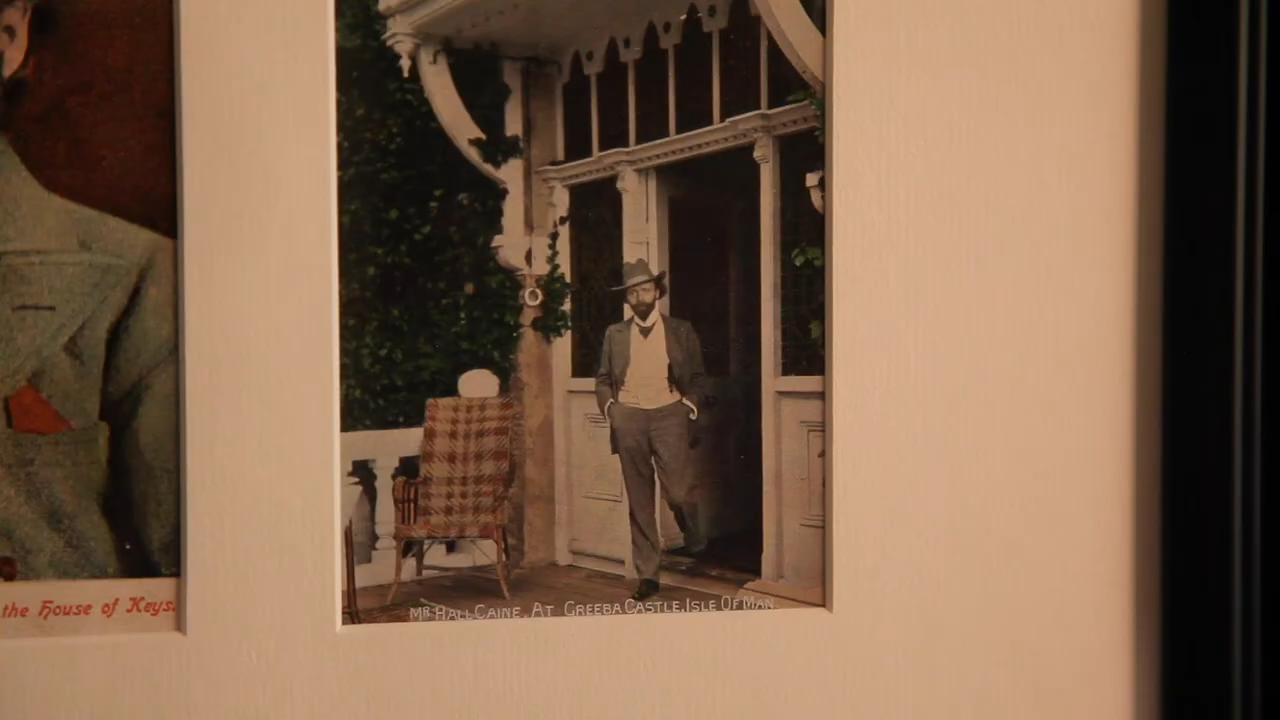 the House of Keys.
MR. HALL CAINE, AT GREEBA CASTLE, ISLE OF MAN